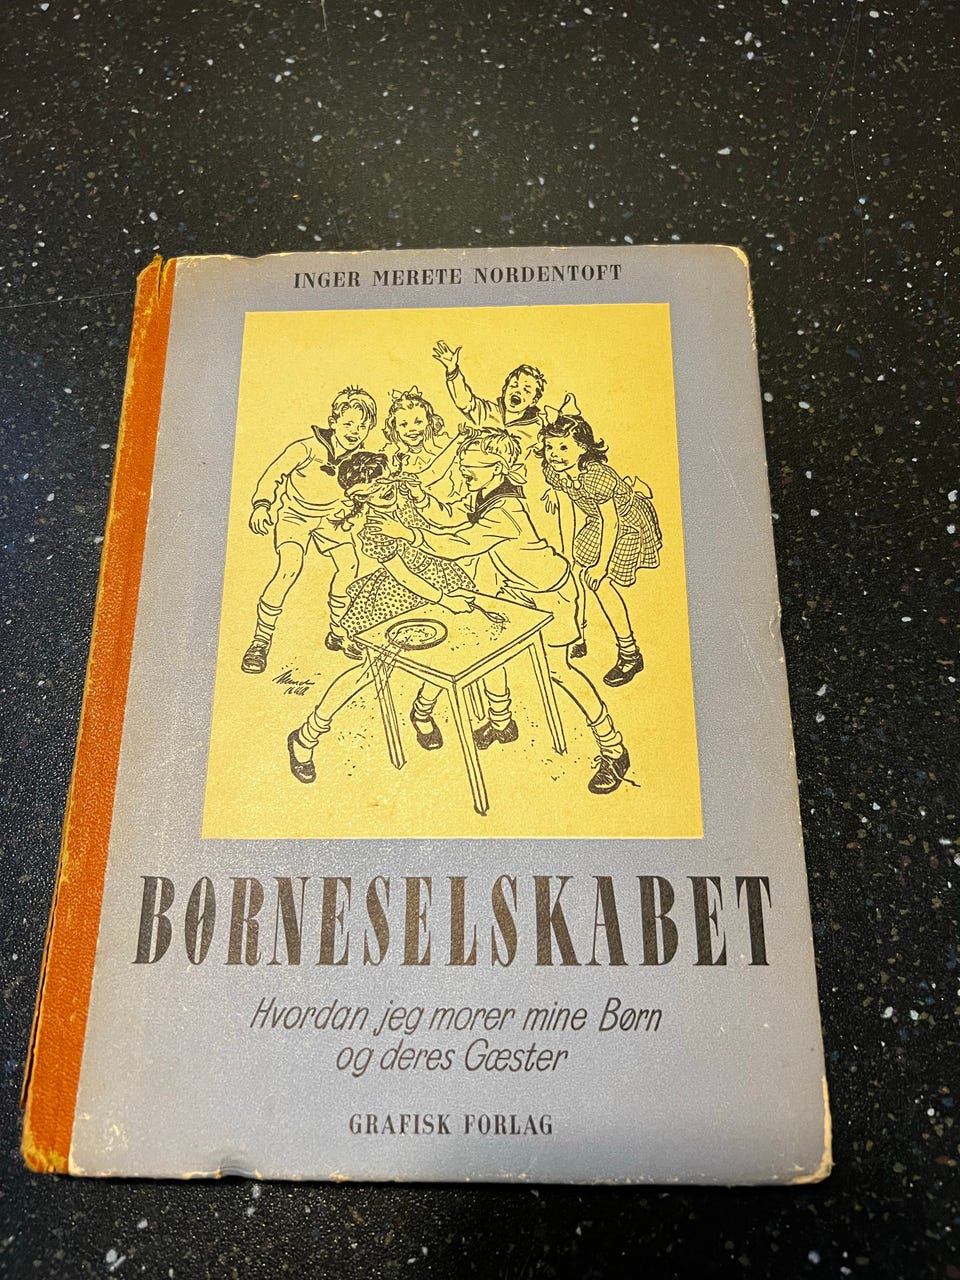 INGER MERETE NORDENTOFT
BØRNESELSKABET
Hvordan jeg morer mine Børn
og deres Gæster
GRAFISK FORLAG